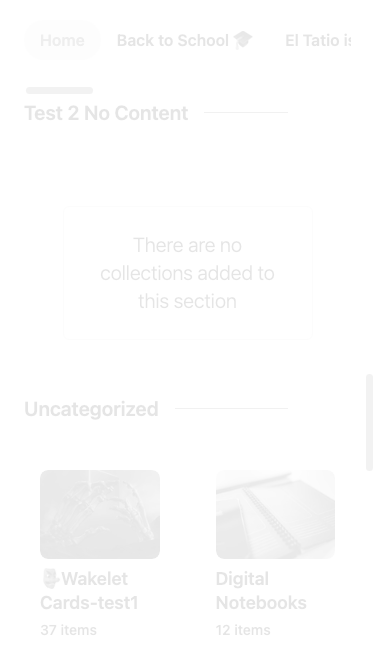 Home
Back to School 🎓
El Tatio is
Test 2 No Content
There are no
collections added to
this section
Uncategorized
Wakelet
Cards-test1
37 items
Digital
Notebooks
12 items